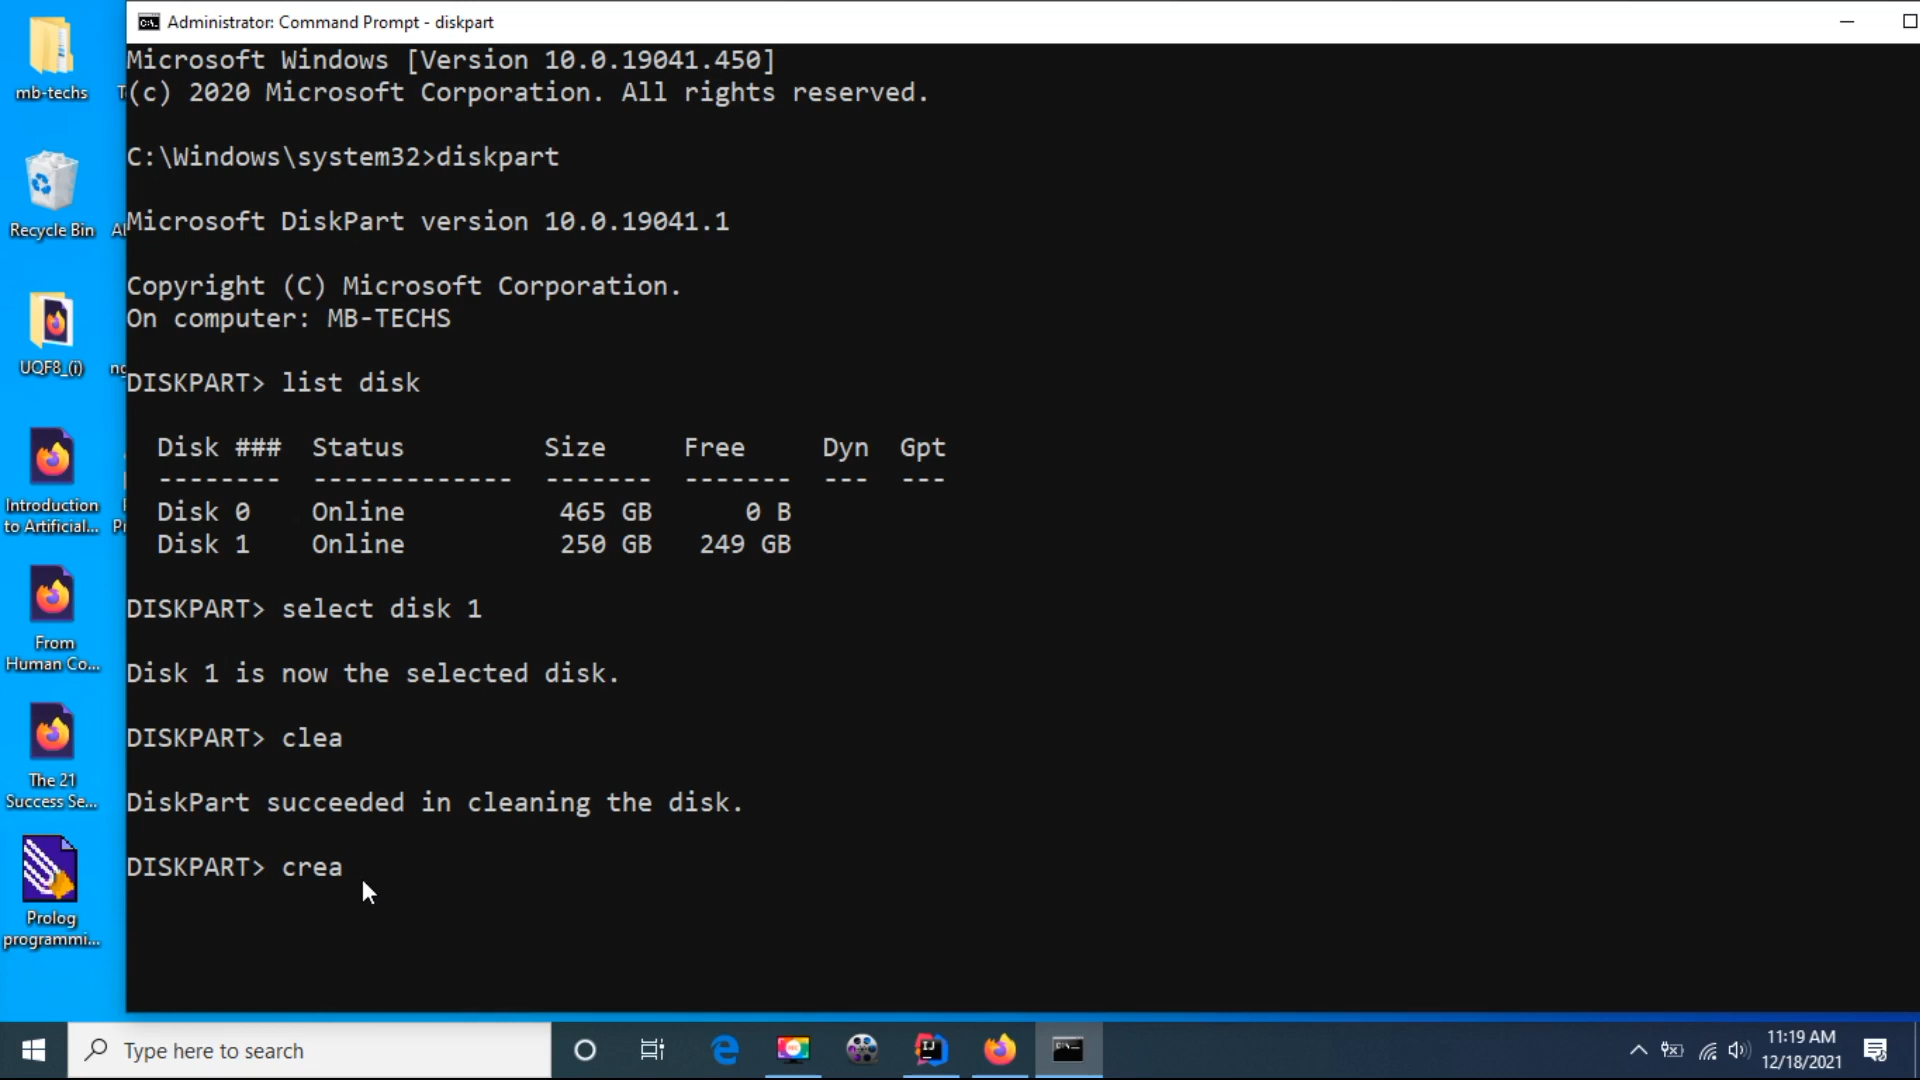 Administrator: Command Prompt - diskpart
Microsoft Windows [Version 10.0.19041.450]
(c) 2020 Microsoft Corporation. All rights reserved.
C:\Windows\system32>diskpart
Microsoft DiskPart version 10.0.19041.1
Copyright (C) Microsoft Corporation.
On computer: MB-TECHS
DISKPART> list disk
Disk ### Status Size Free Dyn Gpt
-------- ------------- ------- ------- --- ---
Disk 0 Online 465 GB 0 B
Disk 1 Online 250 GB 249 GB
DISKPART> select disk 1
Disk 1 is now the selected disk.
DISKPART> clea
DiskPart succeeded in cleaning the disk.
DISKPART> crea
mb-techs
Recycle Bin
UQF8_(i)
Introduction
to Artificial...
From
Human Co...
The 21
Success Se...
Prolog
programmi...
Type here to search
11:19 AM
12/18/2021